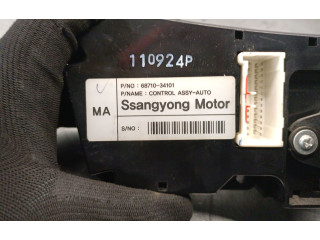 110924P
P/NO : 68710-34101
P/NAME : CONTROL ASSY-AUTO
MA
Ssangyong Motor
S/NO :